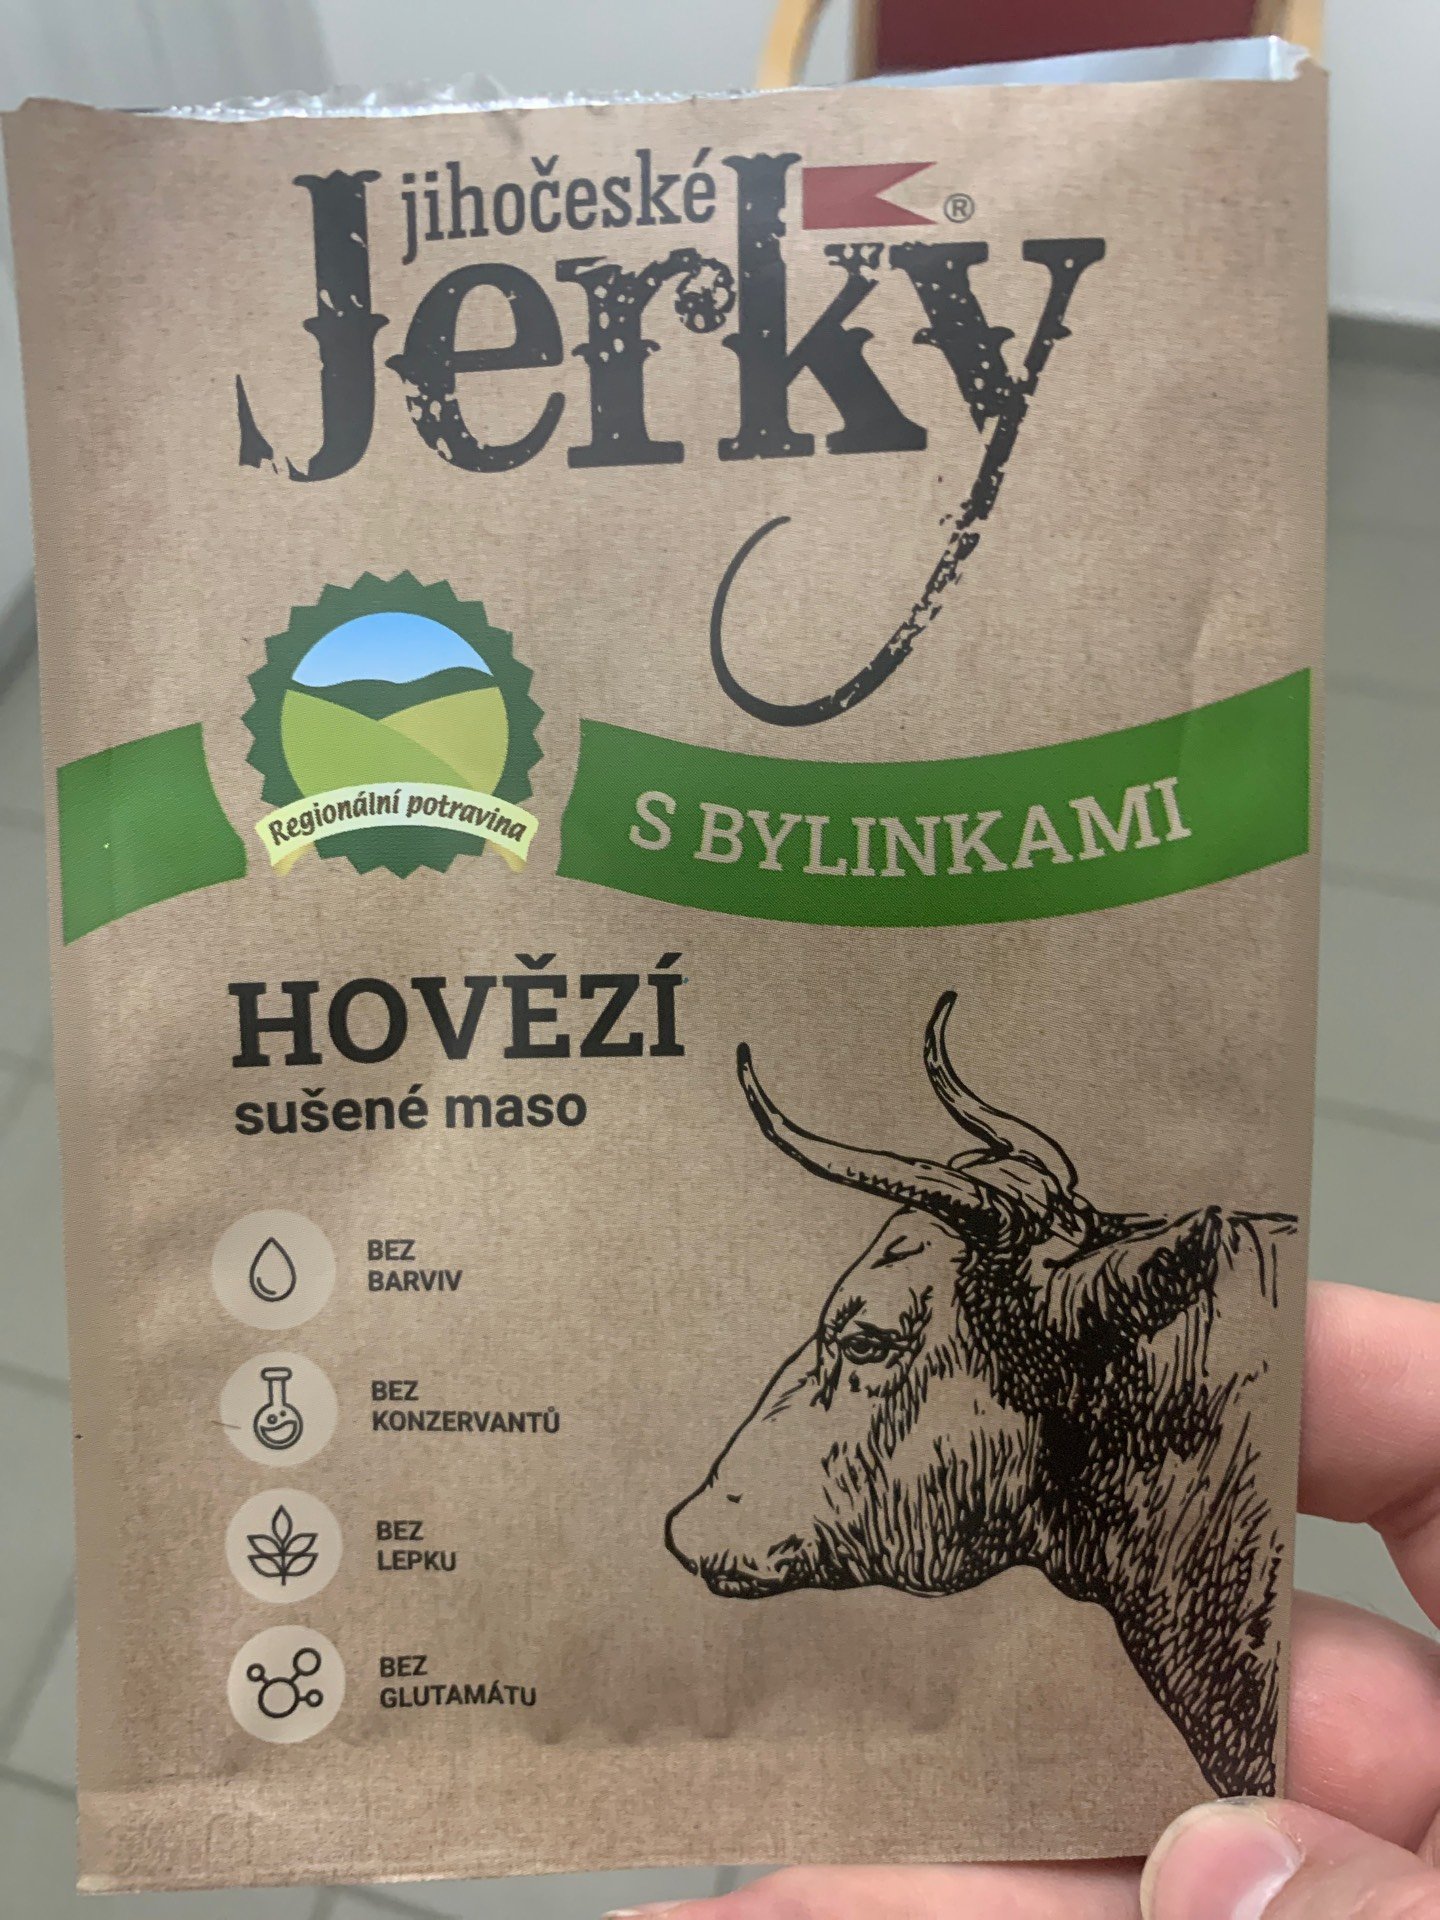 jihočeské
Jerky ®
Regionální potravina
S BYLINKAMI
HOVĚZÍ
sušené maso
BEZ
BARVIV
BEZ
KONZERVANTŮ
BEZ
LEPKU
BEZ
GLUTAMÁTU